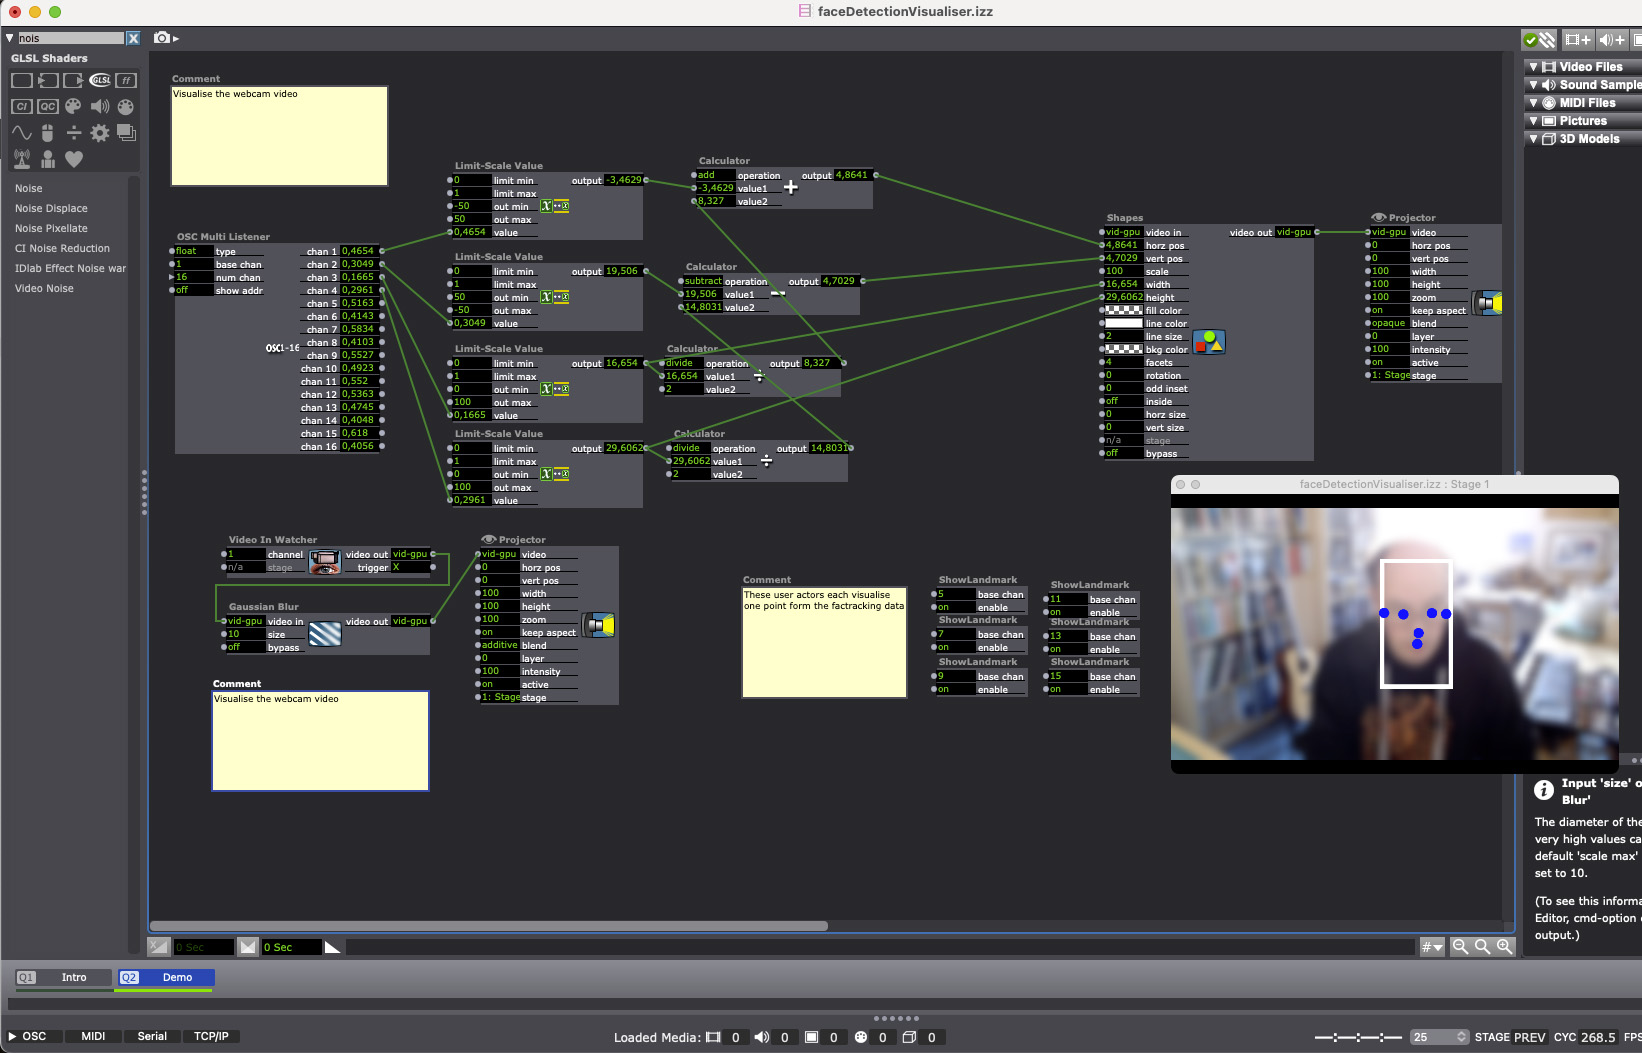 faceDetectionVisualiser.izz
nois
X
GLSL Shaders
GLSL
ff
CI
QC
Noise
Noise Displace
Noise Pixellate
CI Noise Reduction
IDlab Effect Noise war
Video Noise
Comment
Visualise the webcam video
OSC Multi Listener
float type chan 1 0,4654
1 base chan chan 2 0,3049
16 num chan chan 3 0,1665
off show addr chan 4 0,2961
chan 5 0,5163
chan 6 0,4143
chan 7 0,5834
chan 8 0,4103
OSC1-16
chan 9 0,5527
chan 10 0,4923
chan 11 0,552
chan 12 0,5363
chan 13 0,4745
chan 14 0,4048
chan 15 0,618
chan 16 0,4056
Limit-Scale Value
0 limit min output -3,4629
1 limit max
-50 out min
50 out max
0,4654 value
Limit-Scale Value
0 limit min output 19,506
1 limit max
50 out min
-50 out max
0,3049 value
Limit-Scale Value
0 limit min output 16,654
1 limit max
0 out min
100 out max
0,1665 value
Limit-Scale Value
0 limit min output 29,6062
1 limit max
0 out min
100 out max
0,2961 value
Calculator
add operation output 4,8641
-3,4629 value1
8,327 value2
Calculator
subtract operation output 4,7029
19,506 value1
14,8031 value2
Calculator
divide operation output 8,327
16,654 value1
2 value2
Calculator
divide operation output 14,8031
29,6062 value1
2 value2
Shapes
vid-gpu video in video out vid-gpu
4,8641 horz pos
4,7029 vert pos
100 scale
16,654 width
29,6062 height
fill color
line color
2 line size
bkg color
4 facets
0 rotation
0 odd inset
off inside
0 horz size
0 vert size
n/a stage
off bypass
Projector
vid-gpu video
0 horz pos
0 vert pos
100 width
100 height
100 zoom
on keep aspect
opaque blend
0 layer
100 intensity
on active
1: Stage stage
Video Files
Sound Sample
MIDI Files
Pictures
3D Models
Video In Watcher
1 channel video out vid-gpu
n/a stage trigger X
Gaussian Blur
vid-gpu video in video out vid-gpu
10 size
off bypass
Comment
Visualise the webcam video
Projector
vid-gpu video
0 horz pos
0 vert pos
100 width
100 height
100 zoom
on keep aspect
additive blend
0 layer
100 intensity
on active
1: Stage stage
Comment
These user actors each visualise
one point form the factracking data
ShowLandmark
5 base chan
on enable
ShowLandmark
7 base chan
on enable
ShowLandmark
9 base chan
on enable
ShowLandmark
11 base chan
on enable
ShowLandmark
13 base chan
on enable
ShowLandmark
15 base chan
on enable
faceDetectionVisualiser.izz : Stage 1
Input 'size' o
Blur'
The diameter of the
very high values ca
default 'scale max'
set to 10.
(To see this informa
Editor, cmd-option
output.)
0 Sec
0 Sec
#
Q1 Intro
Q2 Demo
OSC MIDI Serial TCP/IP
Loaded Media: 0 0 0 0 0
25 STAGE PREV CYC 268.5 FPS